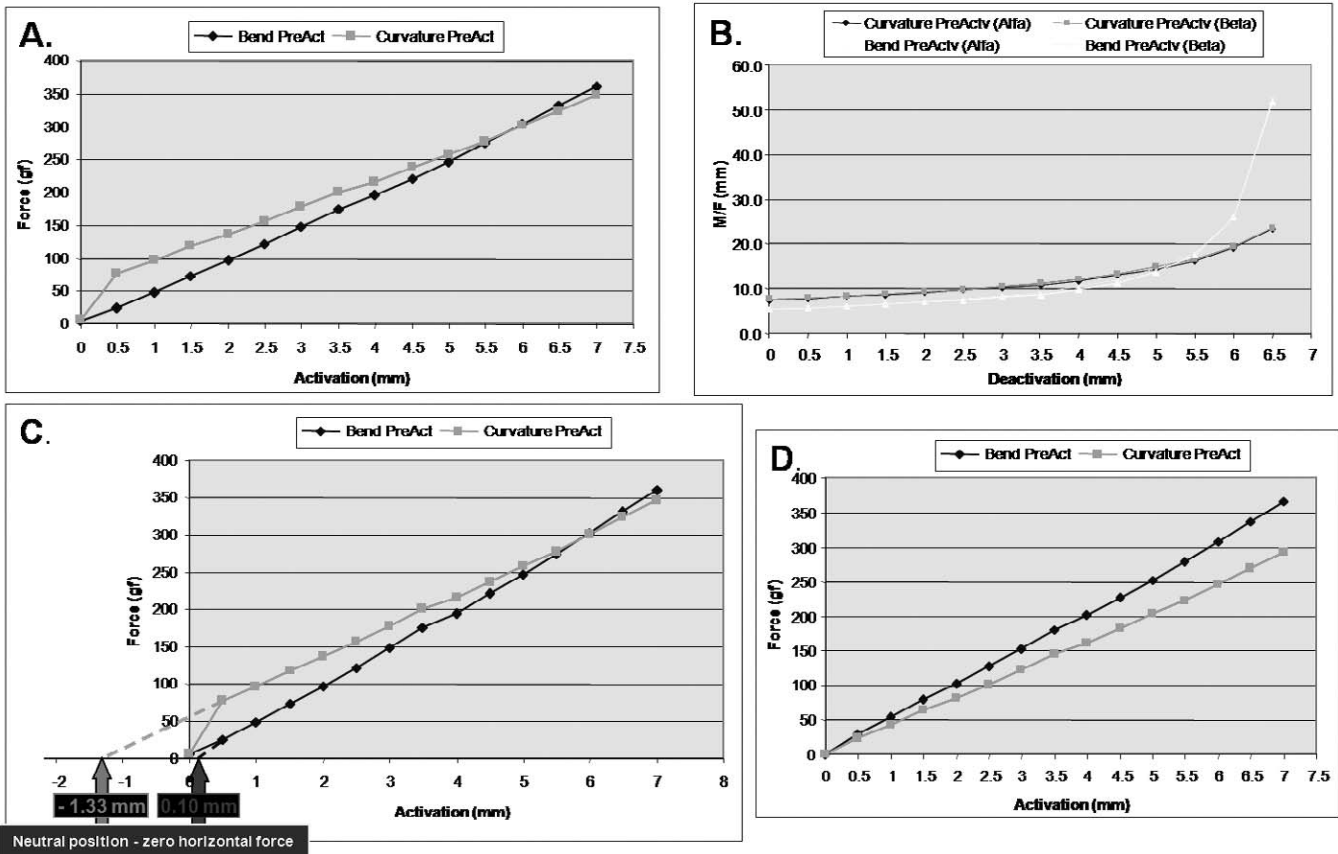 A.
Bend PreAct Curvature PreAct
400
350
300
250
200
150
100
50
0
Force (gf)
0 0.5 1 1.5 2 2.5 3 3.5 4 4.5 5 5.5 6 6.5 7 7.5
Activation (mm)
B.
Curvature PreActv (Alfa) Curvature PreActv (Beta)
Bend PreActv (Alfa) Bend PreActv (Beta)
60.0
50.0
40.0
30.0
20.0
10.0
0.0
M/F (mm)
0 0.5 1 1.5 2 2.5 3 3.5 4 4.5 5 5.5 6 6.5 7
Deactivation (mm)
C.
Bend PreAct Curvature PreAct
400
350
300
250
200
150
100
50
0
Force (gf)
-2 -1 0 1 2 3 4 5 6 7 8
- 1.33 mm 0.10 mm
Activation (mm)
Neutral position - zero horizontal force
D.
Bend PreAct Curvature PreAct
400
350
300
250
200
150
100
50
0
Force (gf)
0 0.5 1 1.5 2 2.5 3 3.5 4 4.5 5 5.5 6 6.5 7
Activation (mm)